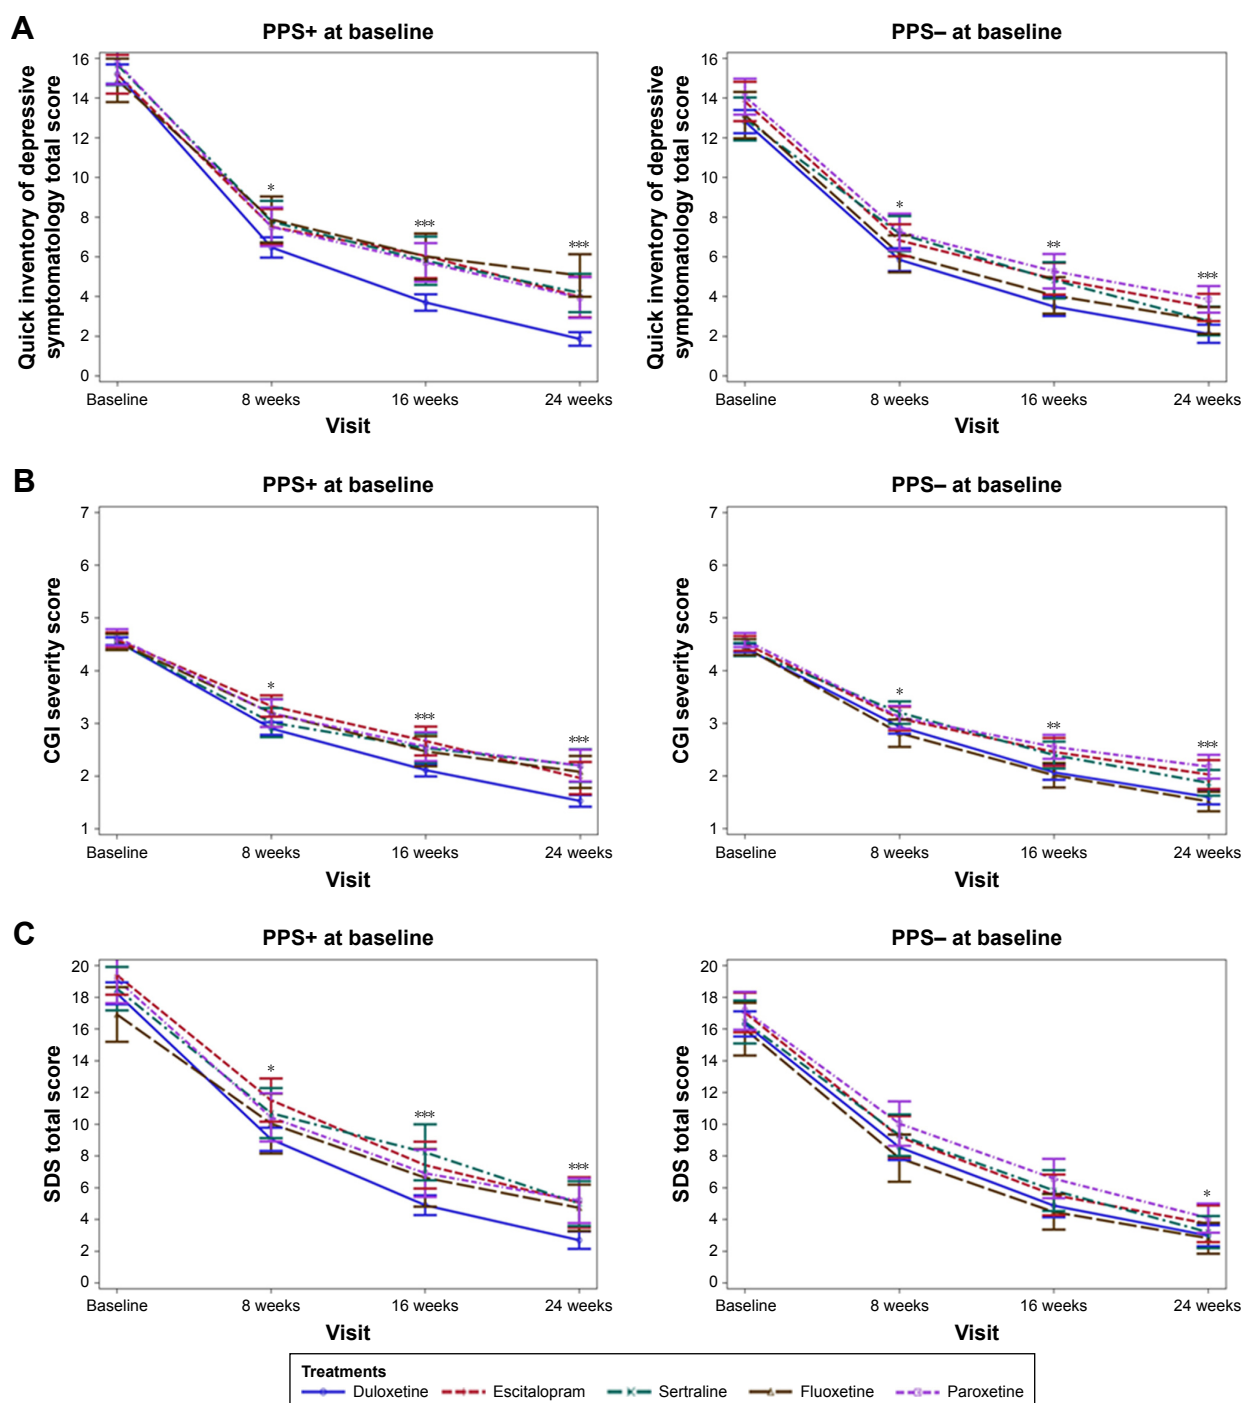 A
PPS+ at baseline
PPS– at baseline
Quick inventory of depressive
symptomatology total score
16
14
12
10
8
6
4
2
0
*
***
***
Baseline
8 weeks
16 weeks
24 weeks
Visit
Quick inventory of depressive
symptomatology total score
16
14
12
10
8
6
4
2
0
*
**
***
Baseline
8 weeks
16 weeks
24 weeks
Visit
B
PPS+ at baseline
PPS– at baseline
CGI severity score
7
6
5
4
3
2
1
*
***
***
Baseline
8 weeks
16 weeks
24 weeks
Visit
CGI severity score
7
6
5
4
3
2
1
*
**
***
Baseline
8 weeks
16 weeks
24 weeks
Visit
C
PPS+ at baseline
PPS– at baseline
SDS total score
20
18
16
14
12
10
8
6
4
2
0
*
***
***
Baseline
8 weeks
16 weeks
24 weeks
Visit
SDS total score
20
18
16
14
12
10
8
6
4
2
0
*
Baseline
8 weeks
16 weeks
24 weeks
Visit
Treatments
Duloxetine
Escitalopram
Sertraline
Fluoxetine
Paroxetine